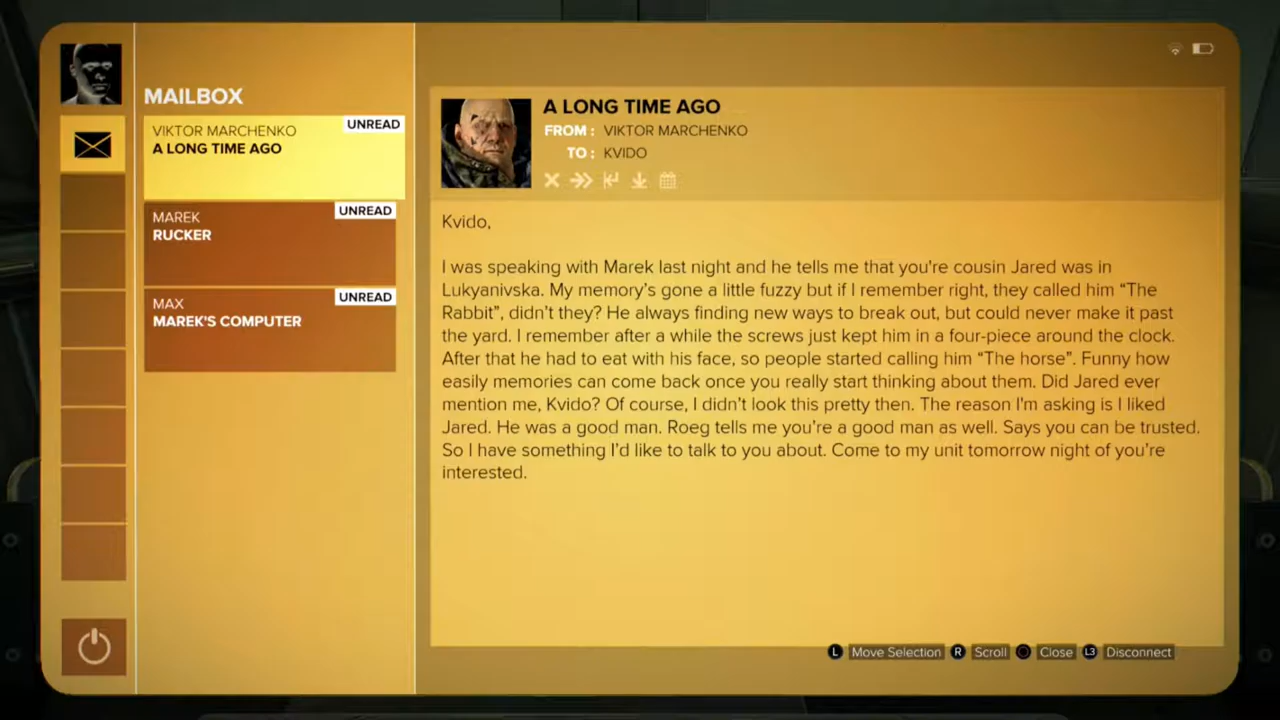 MAILBOX
VIKTOR MARCHENKO
UNREAD
A LONG TIME AGO
MAREK
UNREAD
RUCKER
MAX
UNREAD
MAREK'S COMPUTER
A LONG TIME AGO
FROM : VIKTOR MARCHENKO
TO : KVIDO
Kvido,
I was speaking with Marek last night and he tells me that you're cousin Jared was in
Lukyanivska. My memory's gone a little fuzzy but if I remember right, they called him “The
Rabbit”, didn't they? He always finding new ways to break out, but could never make it past
the yard. I remember after a while the screws just kept him in a four-piece around the clock.
After that he had to eat with his face, so people started calling him “The horse”. Funny how
easily memories can come back once you really start thinking about them. Did Jared ever
mention me, Kvido? Of course, I didn't look this pretty then. The reason I'm asking is I liked
Jared. He was a good man. Roeg tells me you're a good man as well. Says you can be trusted.
So I have something I'd like to talk to you about. Come to my unit tomorrow night of you're
interested.
L Move Selection R Scroll Close L3 Disconnect